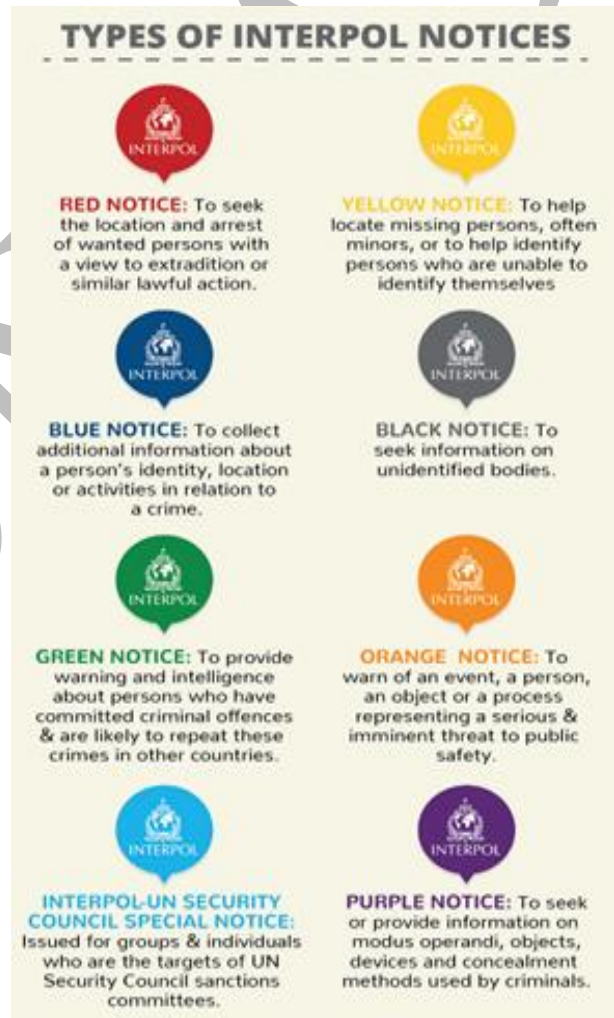 TYPES OF INTERPOL NOTICES
INTERPOL
RED NOTICE: To seek
the location and arrest
of wanted persons with
a view to extradition or
similar lawful action.
INTERPOL
YELLOW NOTICE: To help
locate missing persons, often
minors, or to help identify
persons who are unable to
identify themselves
INTERPOL
BLUE NOTICE: To collect
additional information about
a person's identity, location
or activities in relation to
a crime.
INTERPOL
BLACK NOTICE: To
seek information on
unidentified bodies.
INTERPOL
GREEN NOTICE: To provide
warning and intelligence
about persons who have
committed criminal offences
& are likely to repeat these
crimes in other countries.
INTERPOL
ORANGE NOTICE: To
warn of an event, a person,
an object or a process
representing a serious &
imminent threat to public
safety.
INTERPOL
INTERPOL-UN SECURITY
COUNCIL SPECIAL NOTICE:
Issued for groups & individuals
who are the targets of UN
Security Council sanctions
committees.
INTERPOL
PURPLE NOTICE: To seek
or provide information on
modus operandi, objects,
devices and concealment
methods used by criminals.